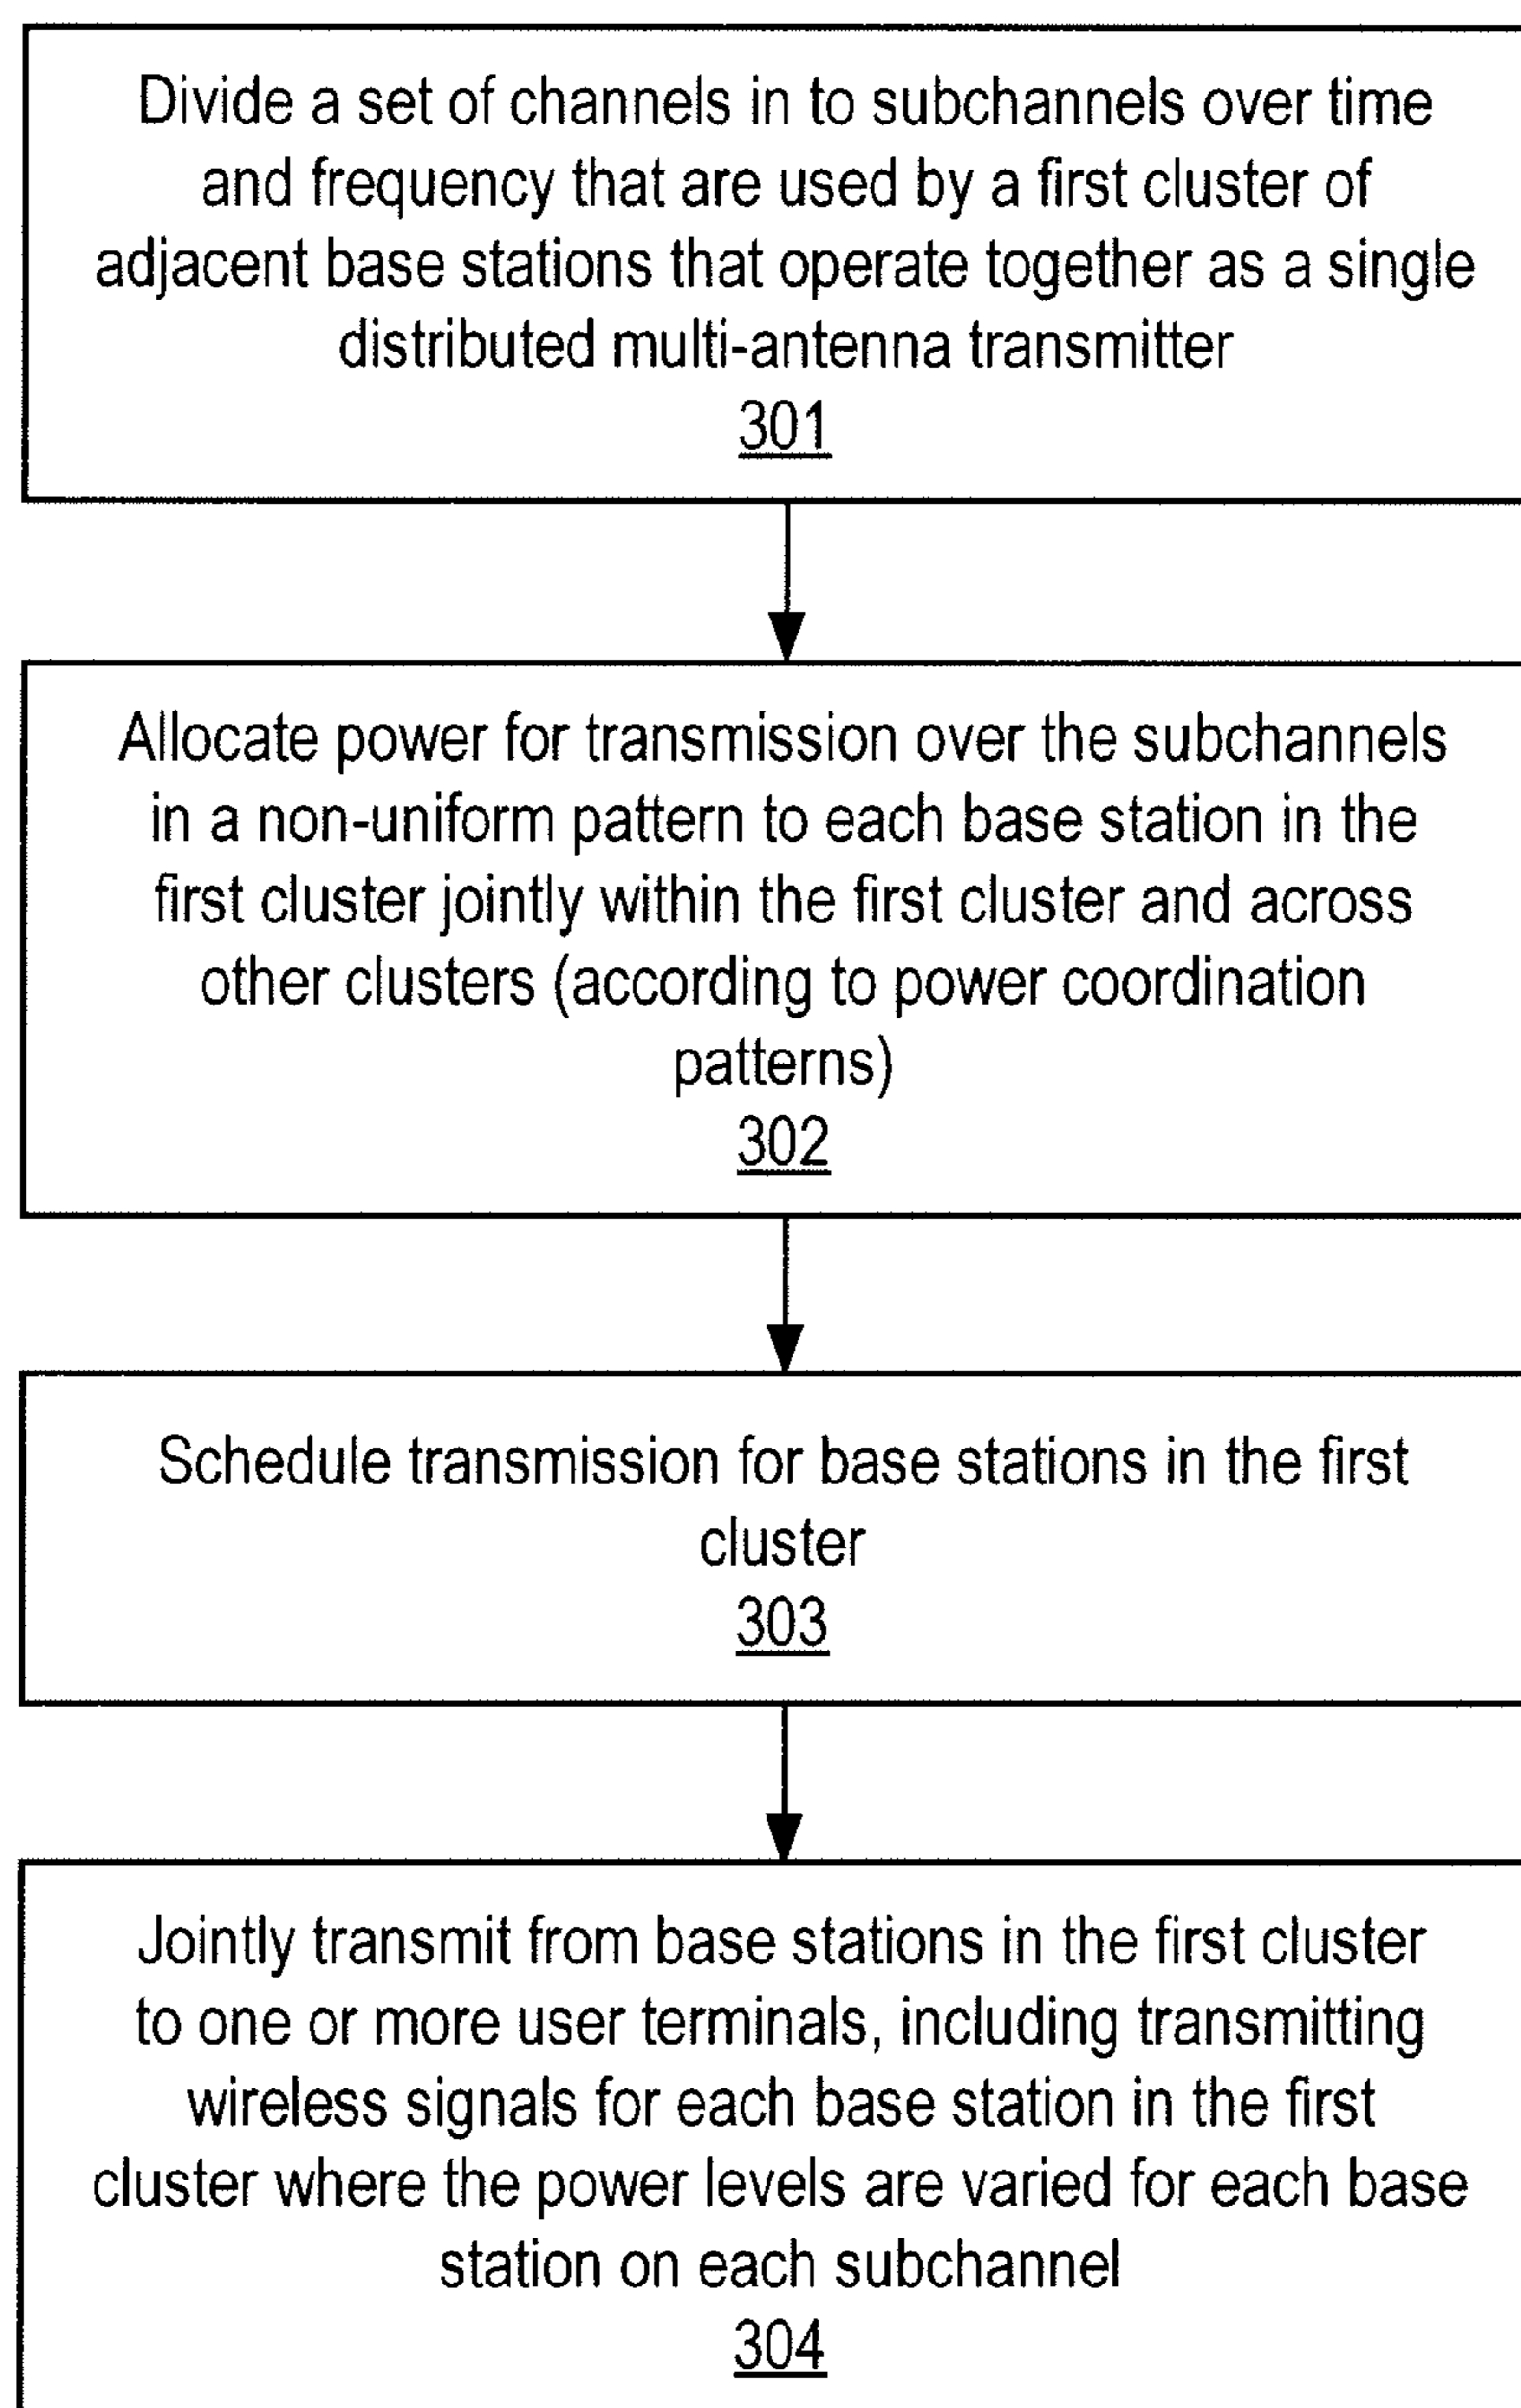 Divide a set of channels in to subchannels over time
and frequency that are used by a first cluster of
adjacent base stations that operate together as a single
distributed multi-antenna transmitter
301
Allocate power for transmission over the subchannels
in a non-uniform pattern to each base station in the
first cluster jointly within the first cluster and across
other clusters (according to power coordination
patterns)
302
Schedule transmission for base stations in the first
cluster
303
Jointly transmit from base stations in the first cluster
to one or more user terminals, including transmitting
wireless signals for each base station in the first
cluster where the power levels are varied for each base
station on each subchannel
304